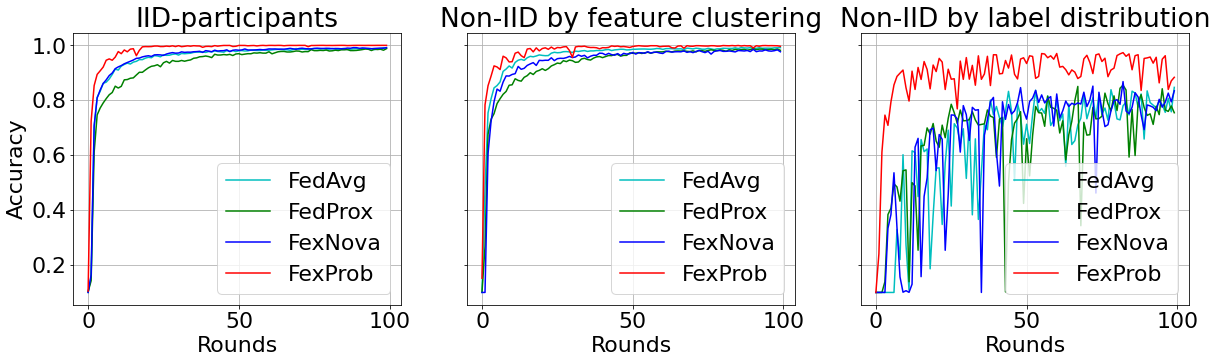 IID-participants
Non-IID by feature clustering
Non-IID by label distribution
Accuracy
1.0
0.8
0.6
0.4
0.2
FedAvg
FedProx
FexNova
FexProb
FedAvg
FedProx
FexNova
FexProb
FedAvg
FedProx
FexNova
FexProb
0 50 100
0 50 100
0 50 100
Rounds
Rounds
Rounds